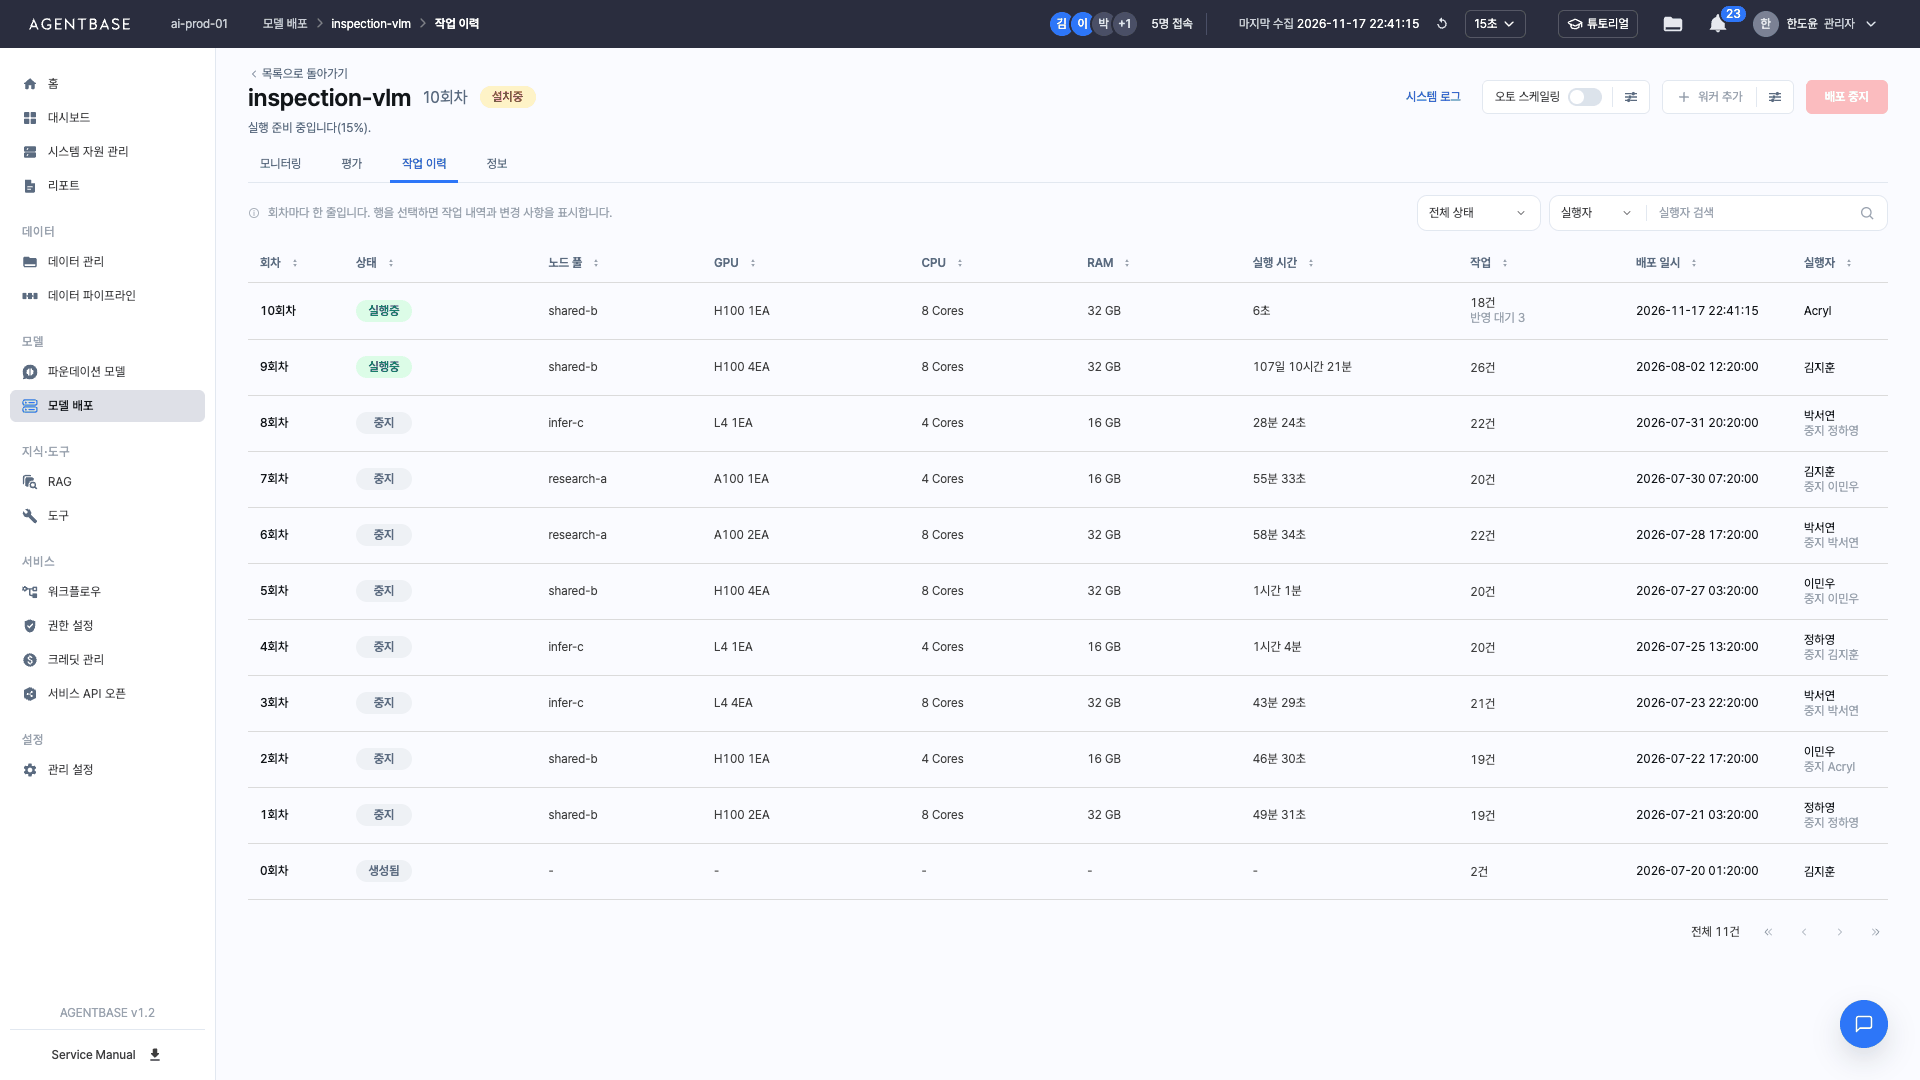 AGENTBASE
ai-prod-01
모델 배포 > inspection-vlm > 작업 이력
김 이 박 +1 5명 접속
마지막 수집 2026-11-17 22:41:15
15초
튜토리얼
23
한 한도윤 관리자
홈
대시보드
시스템 자원 관리
리포트
데이터
데이터 관리
데이터 파이프라인
모델
파운데이션 모델
모델 배포
지식·도구
RAG
도구
서비스
워크플로우
권한 설정
크레딧 관리
서비스 API 오픈
설정
관리 설정
AGENTBASE v1.2
Service Manual
목록으로 돌아가기
inspection-vlm 10회차 설치중
실행 준비 중입니다(15%).
시스템 로그
오토 스케일링
워커 추가
배포 중지
모니터링 평가 작업 이력 정보
회차마다 한 줄입니다. 행을 선택하면 작업 내역과 변경 사항을 표시합니다.
전체 상태
실행자
실행자 검색
회차 상태 노드 풀 GPU CPU RAM 실행 시간 작업 배포 일시 실행자
10회차 실행중 shared-b H100 1EA 8 Cores 32 GB 6초 18건 2026-11-17 22:41:15 Acryl
반영 대기 3
9회차 실행중 shared-b H100 4EA 8 Cores 32 GB 107일 10시간 21분 26건 2026-08-02 12:20:00 김지훈
8회차 중지 infer-c L4 1EA 4 Cores 16 GB 28분 24초 22건 2026-07-31 20:20:00 박서연
중지 정하영
7회차 중지 research-a A100 1EA 4 Cores 16 GB 55분 33초 20건 2026-07-30 07:20:00 김지훈
중지 이민우
6회차 중지 research-a A100 2EA 8 Cores 32 GB 58분 34초 22건 2026-07-28 17:20:00 박서연
중지 박서연
5회차 중지 shared-b H100 4EA 8 Cores 32 GB 1시간 1분 20건 2026-07-27 03:20:00 이민우
중지 이민우
4회차 중지 infer-c L4 1EA 4 Cores 16 GB 1시간 4분 20건 2026-07-25 13:20:00 정하영
중지 김지훈
3회차 중지 infer-c L4 4EA 8 Cores 32 GB 43분 29초 21건 2026-07-23 22:20:00 박서연
중지 박서연
2회차 중지 shared-b H100 1EA 4 Cores 16 GB 46분 30초 19건 2026-07-22 17:20:00 이민우
중지 Acryl
1회차 중지 shared-b H100 2EA 8 Cores 32 GB 49분 31초 19건 2026-07-21 03:20:00 정하영
중지 정하영
0회차 생성됨 - - - - - 2건 2026-07-20 01:20:00 김지훈
전체 11건